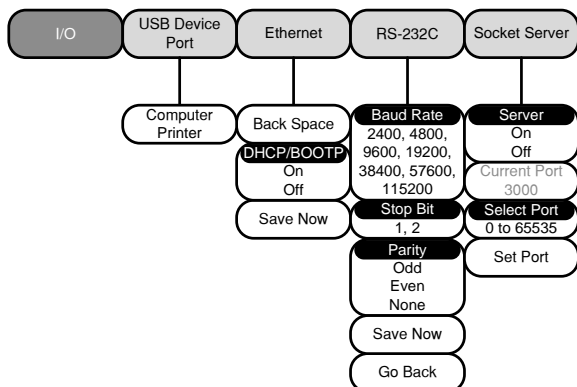 I/O
USB Device
Port
Ethernet
RS-232C
Socket Server
Computer
Printer
Back Space
DHCP/BOOTP
On
Off
Save Now
Baud Rate
2400, 4800,
9600, 19200,
38400, 57600,
115200
Stop Bit
1, 2
Parity
Odd
Even
None
Save Now
Go Back
Server
On
Off
Current Port
3000
Select Port
0 to 65535
Set Port